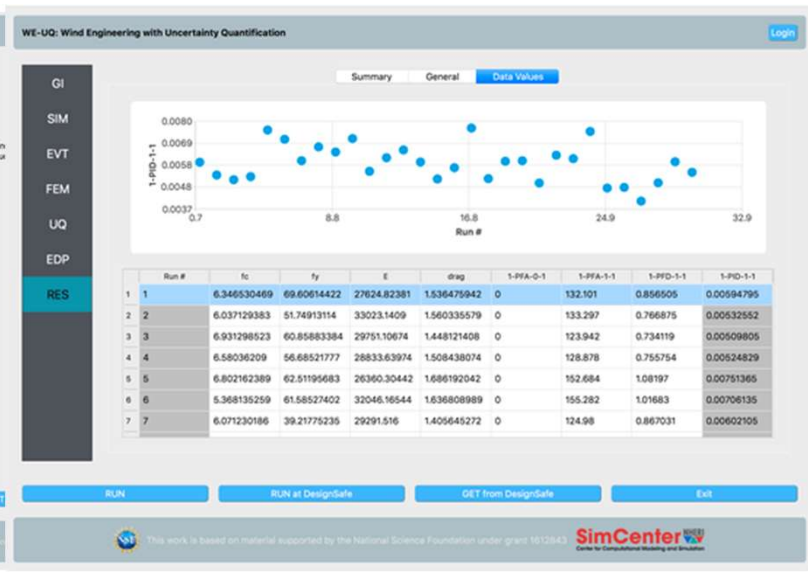 WE-UQ: Wind Engineering with Uncertainty Quantification
Login
GI
SIM
EVT
FEM
UQ
EDP
RES
Summary General Data Values
1-PID-1-1
0.0080
0.0069
0.0058
0.0048
0.0037
0.7 8.8 16.8 24.9 32.9
Run #
Run # fc fy E drag 1-PFA-0-1 1-PFA-1-1 1-PFD-1-1 1-PID-1-1
1 1 6.346530469 69.60614422 27624.82381 1.536475942 0 132.101 0.856505 0.00594795
2 2 6.037129383 51.74913114 33023.1409 1.560335579 0 133.297 0.766875 0.00532552
3 3 6.931298523 60.85883384 29751.10674 1.448121408 0 123.942 0.734119 0.00509805
4 4 6.58036209 56.68521777 28833.63974 1.508438074 0 128.878 0.755754 0.00524829
5 5 6.802162389 62.51195683 26360.30442 1.686192042 0 152.684 1.08197 0.00751365
6 6 5.368135259 61.58527402 32046.16544 1.636808989 0 155.282 1.01683 0.00706135
7 7 6.071230186 39.21775235 29291.516 1.405645272 0 124.98 0.867031 0.00602105
RUN
RUN at DesignSafe
GET from DesignSafe
Exit
NSF
This work is based on material supported by the National Science Foundation under grant 1612843
SimCenter
Center for Computational Modeling and Simulation